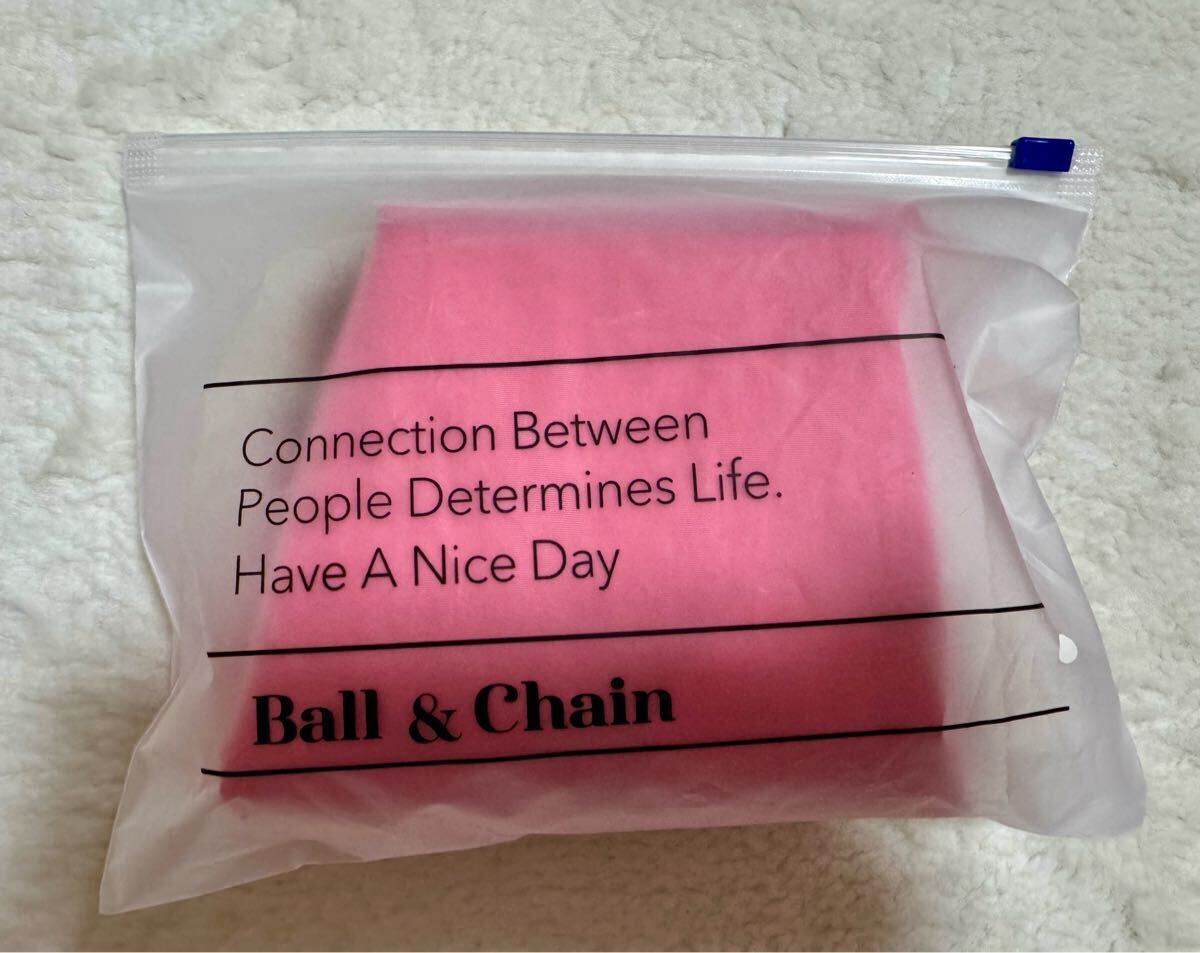 Connection Between
People Determines Life.
Have A Nice Day
Ball & Chain